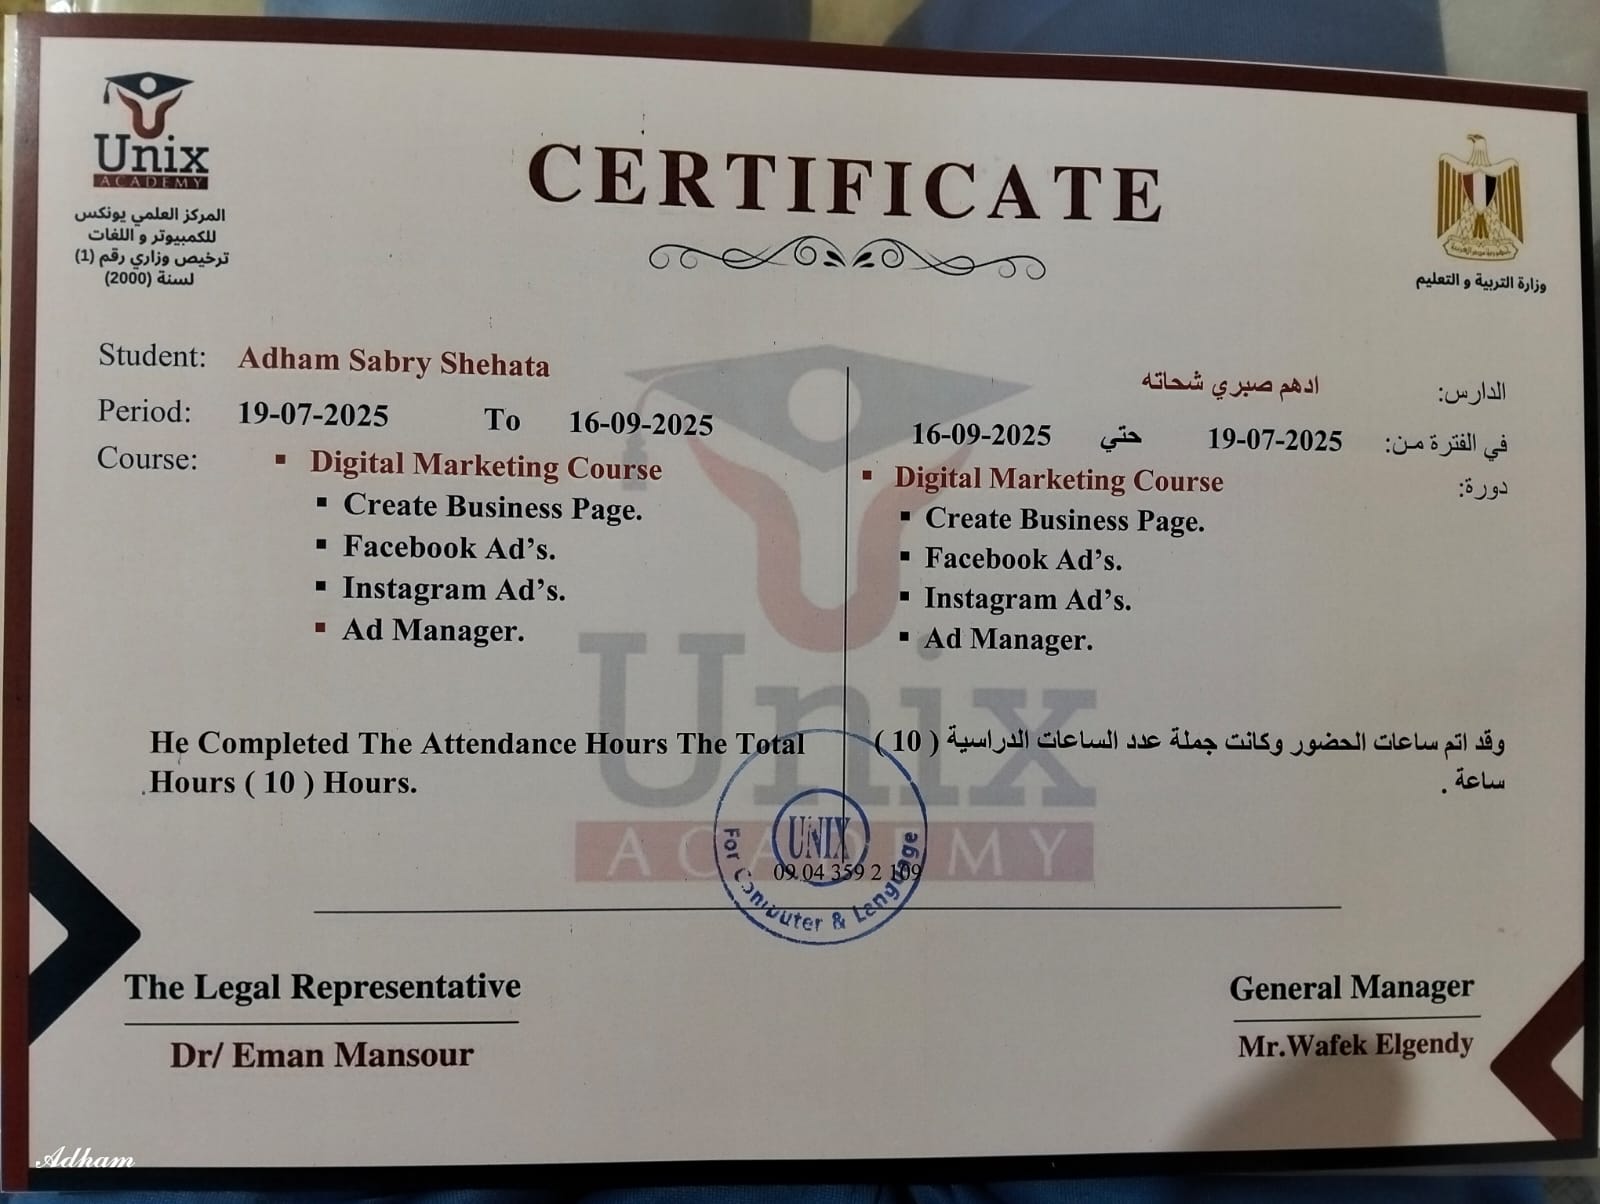 Unix
ACADEMY
المركز العلمي يونكس
للكمبيوتر و اللغات
ترخيص وزاري رقم (1)
لسنة (2000)
CERTIFICATE
وزارة التربية و التعليم
Student: Adham Sabry Shehata
Period: 19-07-2025 To 16-09-2025
Course: ▪ Digital Marketing Course
▪ Create Business Page.
▪ Facebook Ad's.
▪ Instagram Ad's.
▪ Ad Manager.
He Completed The Attendance Hours The Total
Hours ( 10 ) Hours.
الدارس: ادهم صبري شحاته
في الفترة من: 19-07-2025 حتي 16-09-2025
دورة:
▪ Digital Marketing Course
▪ Create Business Page.
▪ Facebook Ad's.
▪ Instagram Ad's.
▪ Ad Manager.
وقد اتم ساعات الحضور وكانت جملة عدد الساعات الدراسية ( 10 )
ساعة .
Unix
ACADEMY
UNIX
For Computer & Language
09 04 359 2 109
The Legal Representative
Dr/ Eman Mansour
General Manager
Mr.Wafek Elgendy
Adham